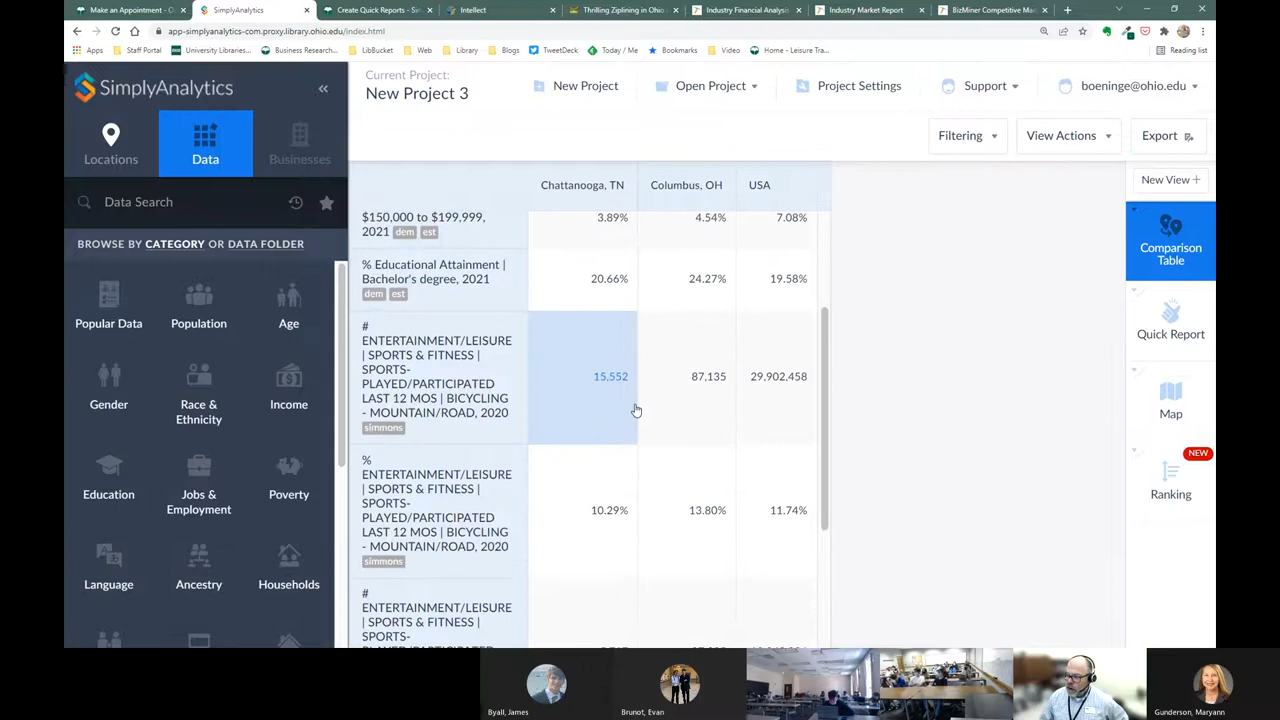 Make an Appointment - O
SimplyAnalytics
Create Quick Reports - Sim
Intellect
Thrilling Ziplining in Ohio
Industry Financial Analysis
Industry Market Report
BizMiner Competitive Mar
app-simplyanalytics-com.proxy.library.ohio.edu/index.html
Apps
Staff Portal
University Libraries...
Business Research...
LibBucket
Web
Library
Blogs
TweetDeck
Today / Me
Bookmarks
Video
Home – Leisure Tra...
Reading list
SimplyAnalytics
«
Current Project:
New Project 3
New Project
Open Project
Project Settings
Support
boeninge@ohio.edu
Locations
Data
Businesses
Filtering
View Actions
Export
Data Search
BROWSE BY CATEGORY OR DATA FOLDER
Popular Data
Population
Age
Gender
Race &
Ethnicity
Income
Education
Jobs &
Employment
Poverty
Language
Ancestry
Households
Chattanooga, TN
Columbus, OH
USA
$150,000 to $199,999,
2021 dem est
3.89%
4.54%
7.08%
% Educational Attainment |
Bachelor's degree, 2021
dem est
20.66%
24.27%
19.58%
#
ENTERTAINMENT/LEISURE
| SPORTS & FITNESS |
SPORTS-
PLAYED/PARTICIPATED
LAST 12 MOS | BICYCLING
- MOUNTAIN/ROAD, 2020
simmons
15,552
87,135
29,902,458
%
ENTERTAINMENT/LEISURE
| SPORTS & FITNESS |
SPORTS-
PLAYED/PARTICIPATED
LAST 12 MOS | BICYCLING
- MOUNTAIN/ROAD, 2020
simmons
10.29%
13.80%
11.74%
#
ENTERTAINMENT/LEISURE
| SPORTS & FITNESS |
SPORTS-
PLAYED/PARTICIPATED
New View +
Comparison
Table
Quick Report
Map
NEW
Ranking
Byall, James
Brunot, Evan
Gunderson, Maryann